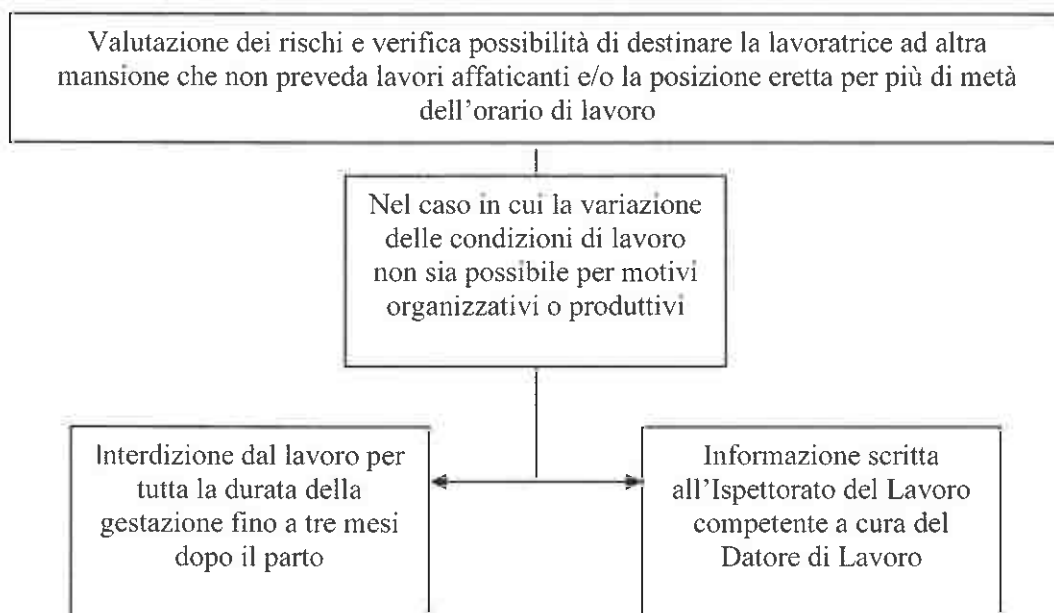 Valutazione dei rischi e verifica possibilità di destinare la lavoratrice ad altra
mansione che non preveda lavori affaticanti e/o la posizione eretta per più di metà
dell'orario di lavoro
Nel caso in cui la variazione
delle condizioni di lavoro
non sia possibile per motivi
organizzativi o produttivi
Interdizione dal lavoro per
tutta la durata della
gestazione fino a tre mesi
dopo il parto
Informazione scritta
all'Ispettorato del Lavoro
competente a cura del
Datore di Lavoro